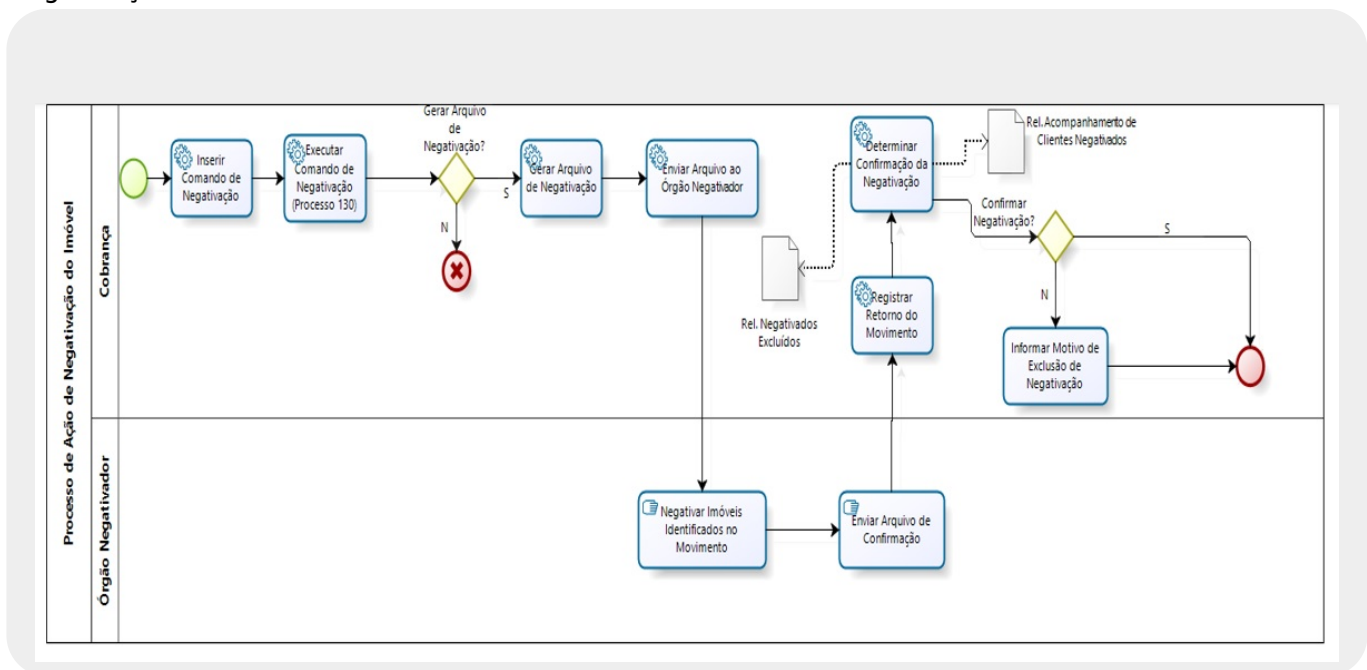 Processo de Ação de Negativação do Imóvel
Cobrança
Inserir
Comando de
Negativação
Executar
Comando de
Negativação
(Processo 130)
Gerar Arquivo
de
Negativação?
S
N
Gerar Arquivo
de Negativação
Enviar Arquivo ao
Órgão Negativador
Determinar
Confirmação da
Negativação
Rel. Acompanhamento de
Clientes Negativados
Confirmar
Negativação?
S
N
Rel. Negativados
Excluídos
Registrar
Retorno do
Movimento
Informar Motivo de
Exclusão de
Negativação
Órgão Negativador
Negativar Imóveis
Identificados no
Movimento
Enviar Arquivo de
Confirmação